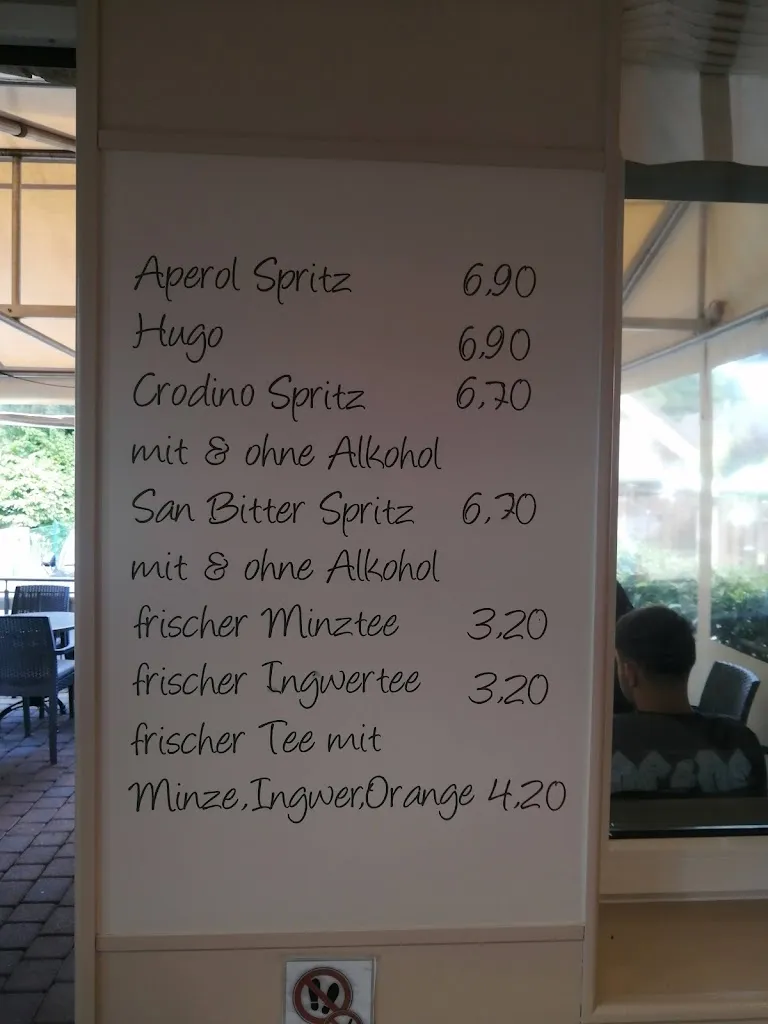 Aperol Spritz 6,90
Hugo 6,90
Crodino Spritz 6,70
mit & ohne Alkohol
San Bitter Spritz 6,70
mit & ohne Alkohol
frischer Minztee 3,20
frischer Ingwertee 3,20
frischer Tee mit
Minze,Ingwer,Orange 4,20